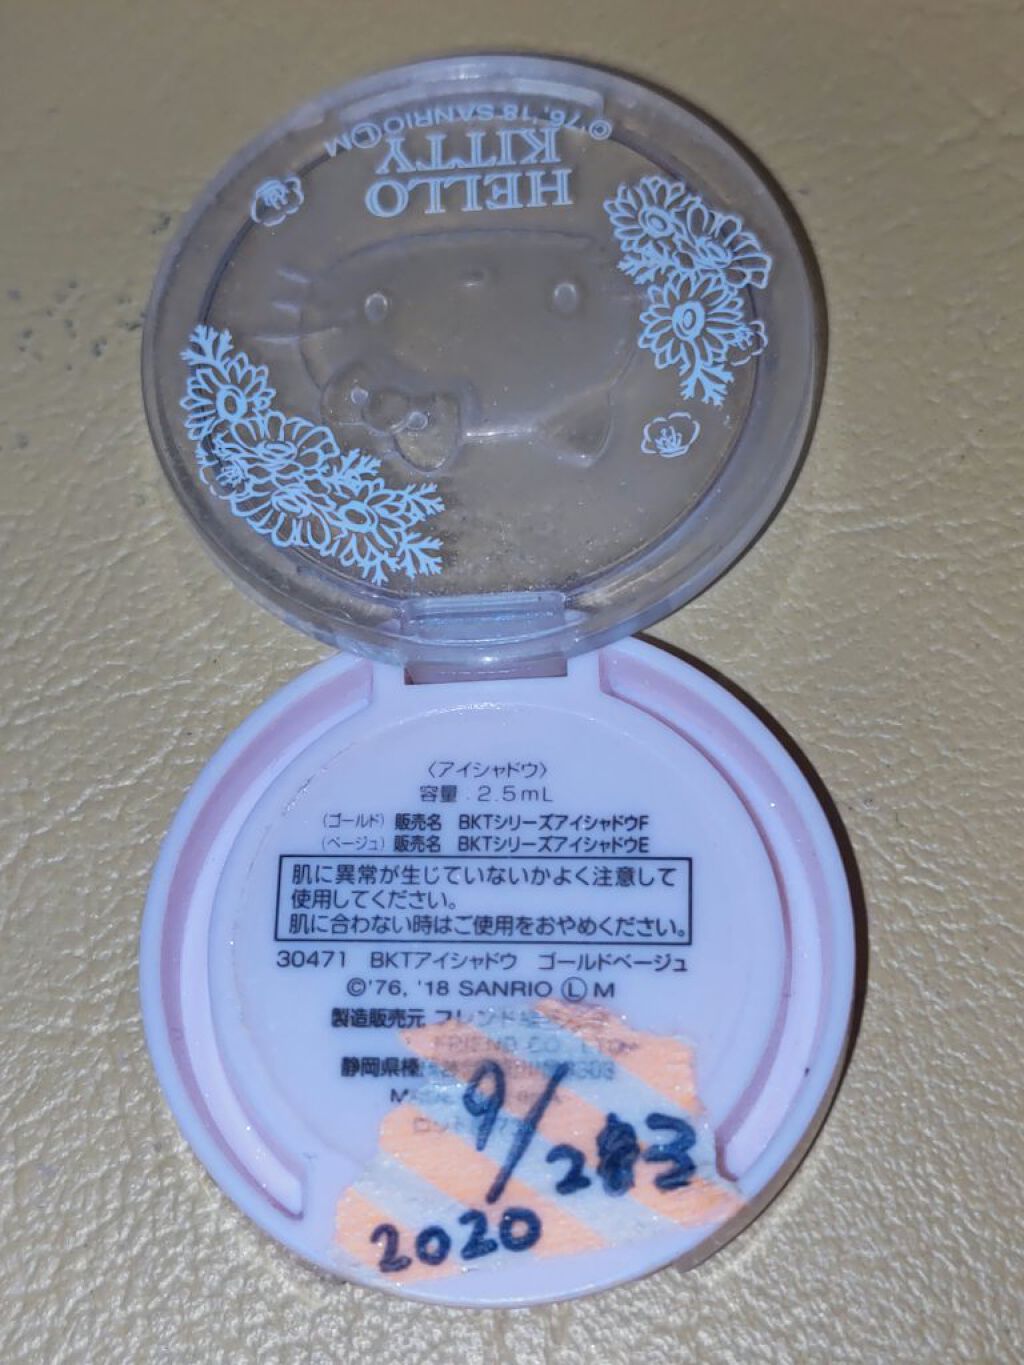 ©'76, '18 SANRIO Ⓛ M
HELLO
KITTY
〈アイシャドウ〉
容量 : 2.5mL
(ゴールド) 販売名 BKTシリーズアイシャドウF
(ベージュ) 販売名 BKTシリーズアイシャドウE
肌に異常が生じていないかよく注意して
使用してください。
肌に合わない時はご使用をおやめください。
30471 BKTアイシャドウ ゴールドベージュ
©'76, '18 SANRIO Ⓛ M
製造販売元 フレンド
FRIEND CO.
静岡県榛
9/
2020